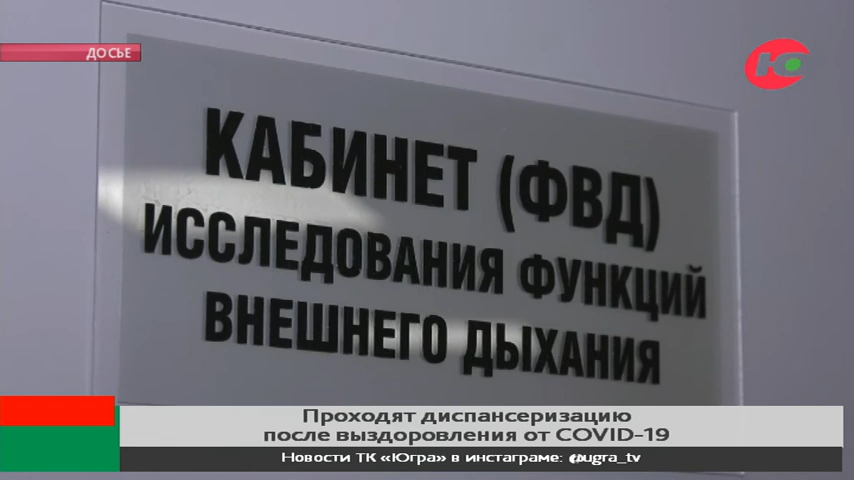 ДОСЬЕ
Ю
КАБИНЕТ (ФВД)
ИССЛЕДОВАНИЯ ФУНКЦИЙ
ВНЕШНЕГО ДЫХАНИЯ
Проходят диспансеризацию
после выздоровления от COVID-19
Новости ТК «Югра» в инстаграме: @ugra_tv